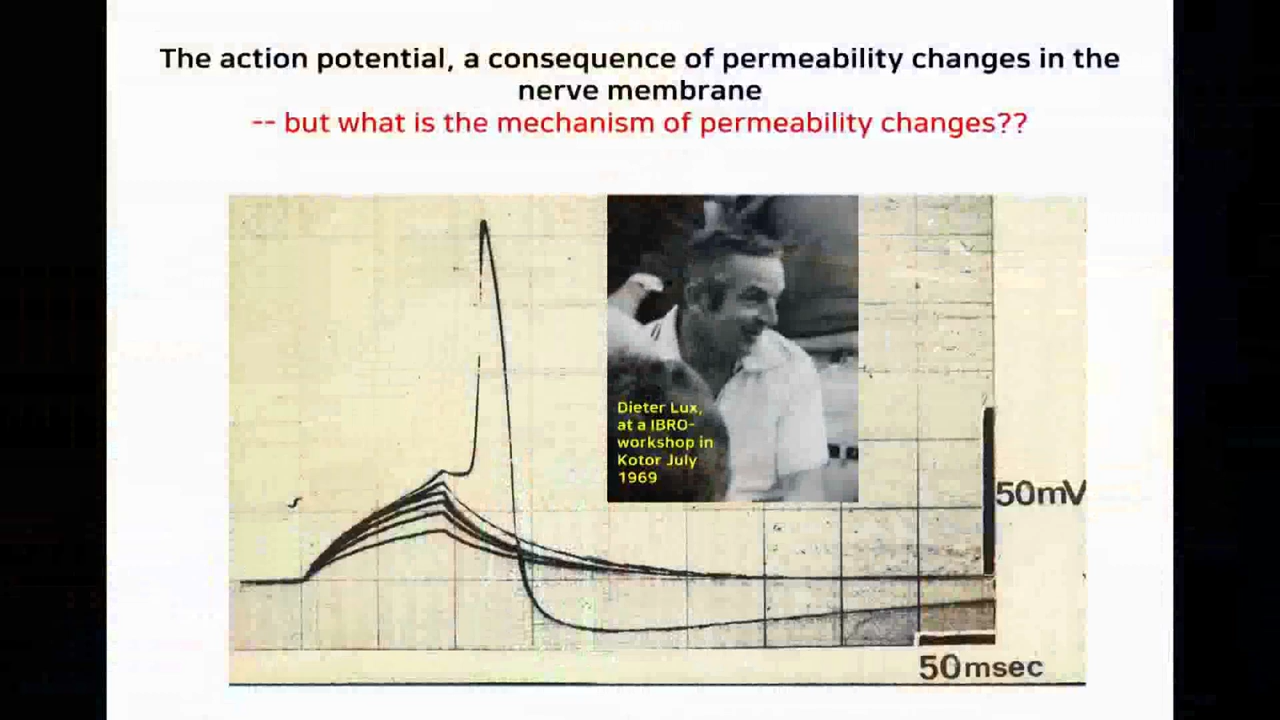 The action potential, a consequence of permeability changes in the
nerve membrane
-- but what is the mechanism of permeability changes??
Dieter Lux,
at a IBRO-
workshop in
Kotor July
1969
50mV
50msec